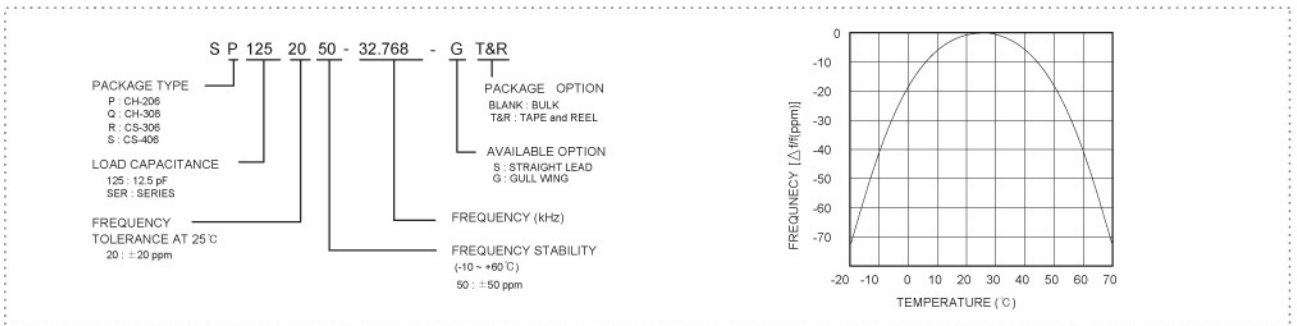 S P 125 20 50 - 32.768 - G T&R
PACKAGE TYPE
P : CH-206
Q : CH-308
R : CS-306
S : CS-406
LOAD CAPACITANCE
125 : 12.5 pF
SER : SERIES
FREQUENCY
TOLERANCE AT 25℃
20 : ±20 ppm
PACKAGE OPTION
BLANK : BULK
T&R : TAPE and REEL
AVAILABLE OPTION
S : STRAIGHT LEAD
G : GULL WING
FREQUENCY (kHz)
FREQUENCY STABILITY
(-10 ~ +60℃)
50 : ±50 ppm
FREQUNECY [△f/f(ppm)]
0
-10
-20
-30
-40
-50
-60
-70
-20 -10 0 10 20 30 40 50 60 70
TEMPERATURE (℃)